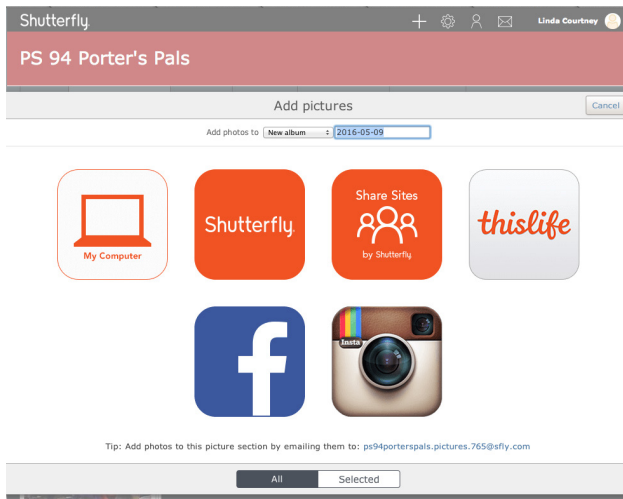 Shutterfly.
Linda Courtney
PS 94 Porter's Pals
Add pictures
Cancel
Add photos to New album 2016-05-09
My Computer
Shutterfly.
Share Sites
by Shutterfly
thislife
f
Insta
Tip: Add photos to this picture section by emailing them to: ps94porterspals.pictures.765@sfly.com
All Selected